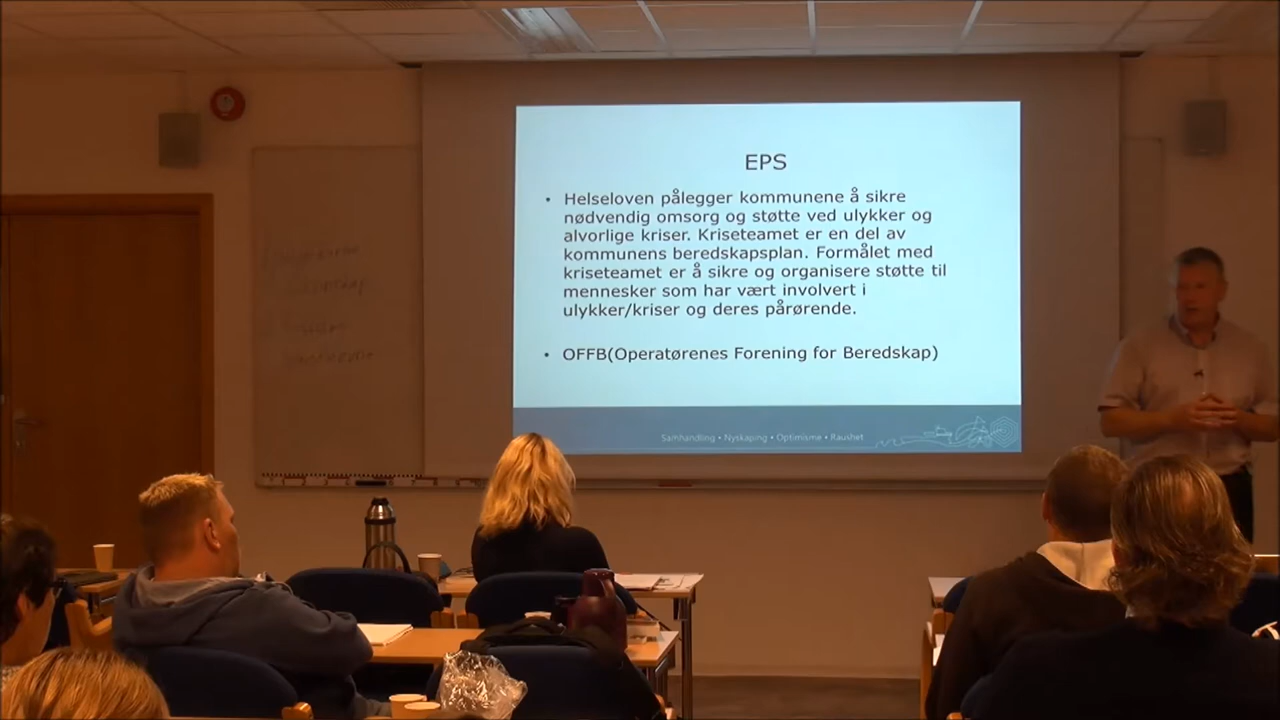 EPS
• Helseloven pålegger kommunene å sikre
nødvendig omsorg og støtte ved ulykker og
alvorlige kriser. Kriseteamet er en del av
kommunens beredskapsplan. Formålet med
kriseteamet er å sikre og organisere støtte til
mennesker som har vært involvert i
ulykker/kriser og deres pårørende.
• OFFB(Operatørenes Forening for Beredskap)
Samhandling • Nyskaping • Optimisme • Raushet